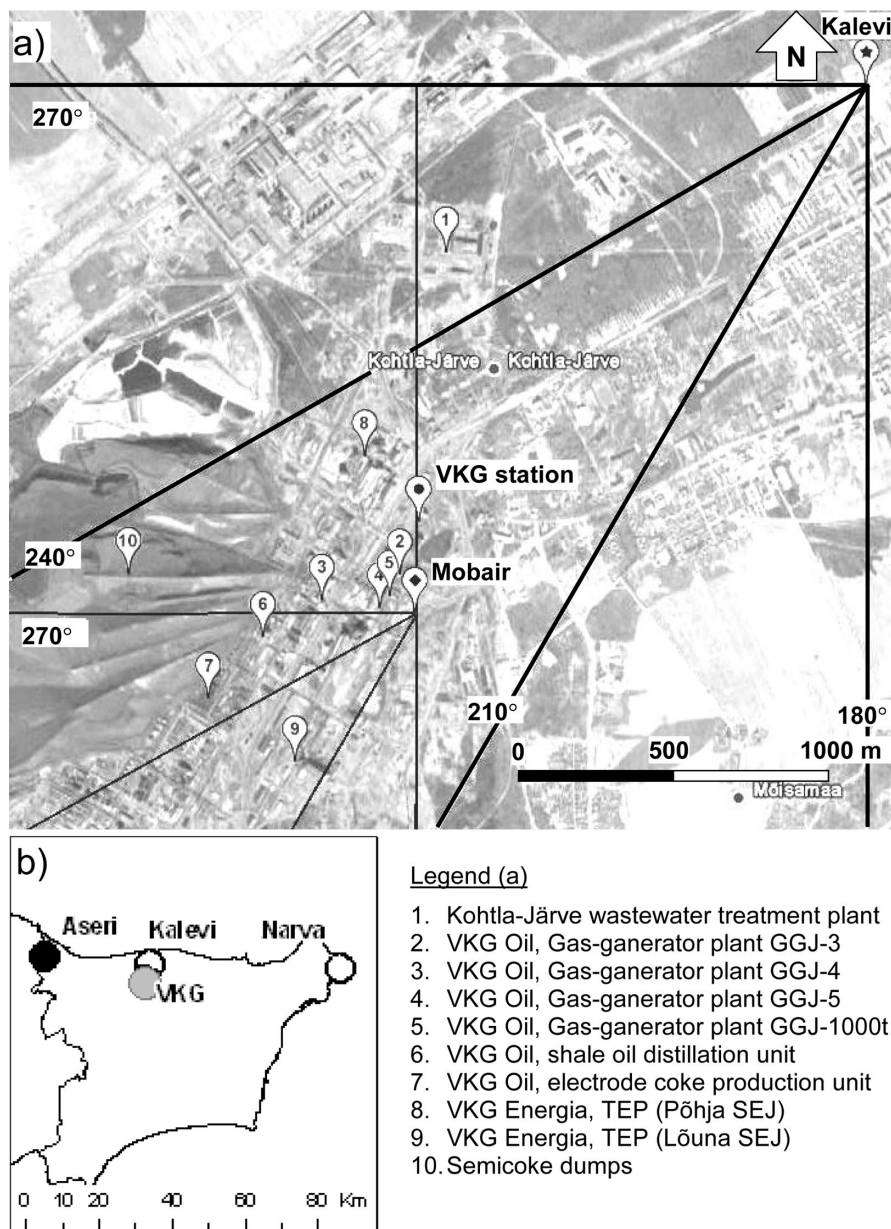 a)
Kalevi
N
270°
1
Kohtla-Järve Kohtla-Järve
8
VKG station
10
2
240°
5
3
4
Mobair
6
270°
7
210°
180°
9
0 500 1000 m
Mõisamaa
b)
Aseri Kalevi Narva
VKG
0 10 20 40 60 80 Km
Legend (a)
1. Kohtla-Järve wastewater treatment plant
2. VKG Oil, Gas-ganerator plant GGJ-3
3. VKG Oil, Gas-ganerator plant GGJ-4
4. VKG Oil, Gas-ganerator plant GGJ-5
5. VKG Oil, Gas-ganerator plant GGJ-1000t
6. VKG Oil, shale oil distillation unit
7. VKG Oil, electrode coke production unit
8. VKG Energia, TEP (Põhja SEJ)
9. VKG Energia, TEP (Lõuna SEJ)
10. Semicoke dumps